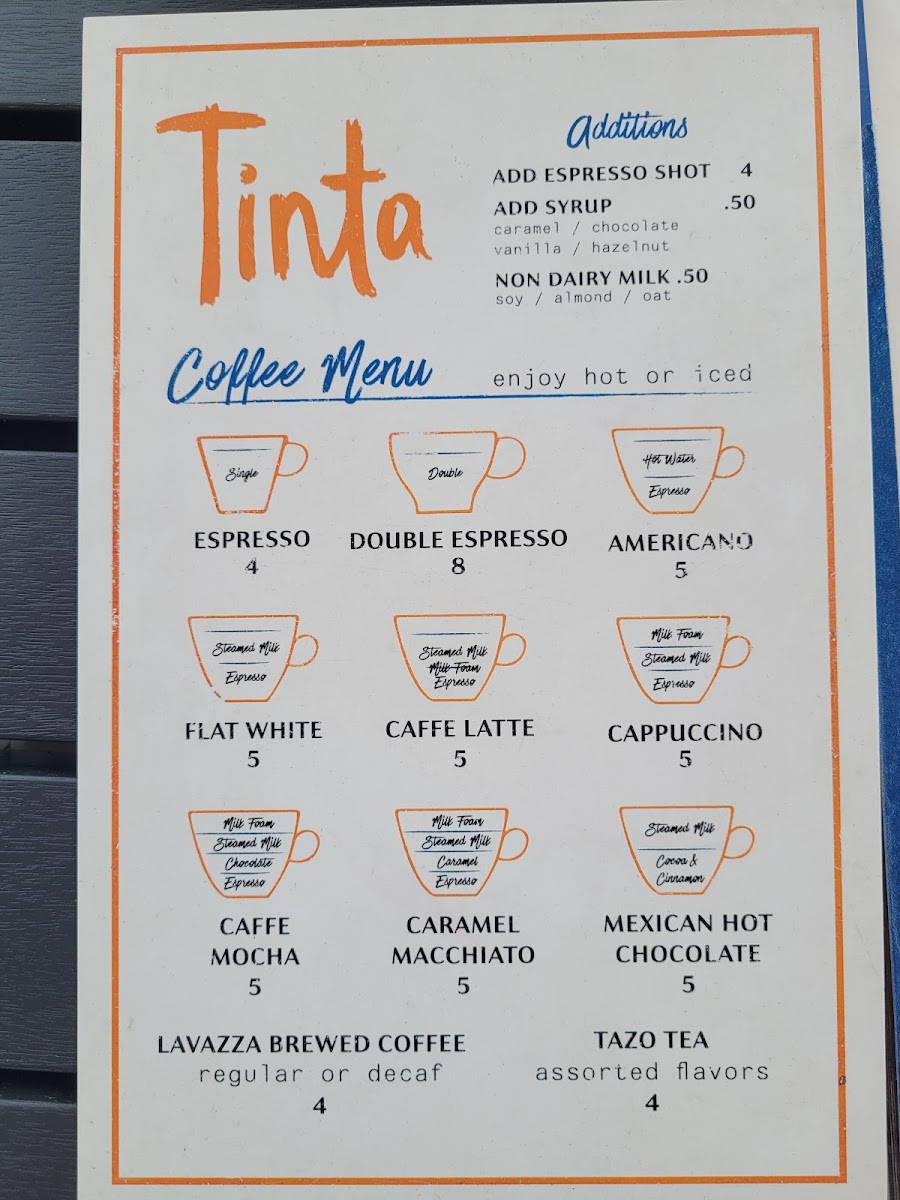 Tinta
Additions
ADD ESPRESSO SHOT 4
ADD SYRUP .50
caramel / chocolate
vanilla / hazelnut
NON DAIRY MILK .50
soy / almond / oat
Coffee Menu
enjoy hot or iced
Single
ESPRESSO
4
Double
DOUBLE ESPRESSO
8
Hot Water
Espresso
AMERICANO
5
Steamed Milk
Espresso
FLAT WHITE
5
Steamed Milk
Milk Foam
Espresso
CAFFE LATTE
5
Milk Foam
Steamed Milk
Espresso
CAPPUCCINO
5
Milk Foam
Steamed Milk
Chocolate
Espresso
CAFFE
MOCHA
5
Milk Foam
Steamed Milk
Caramel
Espresso
CARAMEL
MACCHIATO
5
Steamed Milk
Cocoa &
Cinnamon
MEXICAN HOT
CHOCOLATE
5
LAVAZZA BREWED COFFEE
regular or decaf
4
TAZO TEA
assorted flavors
4